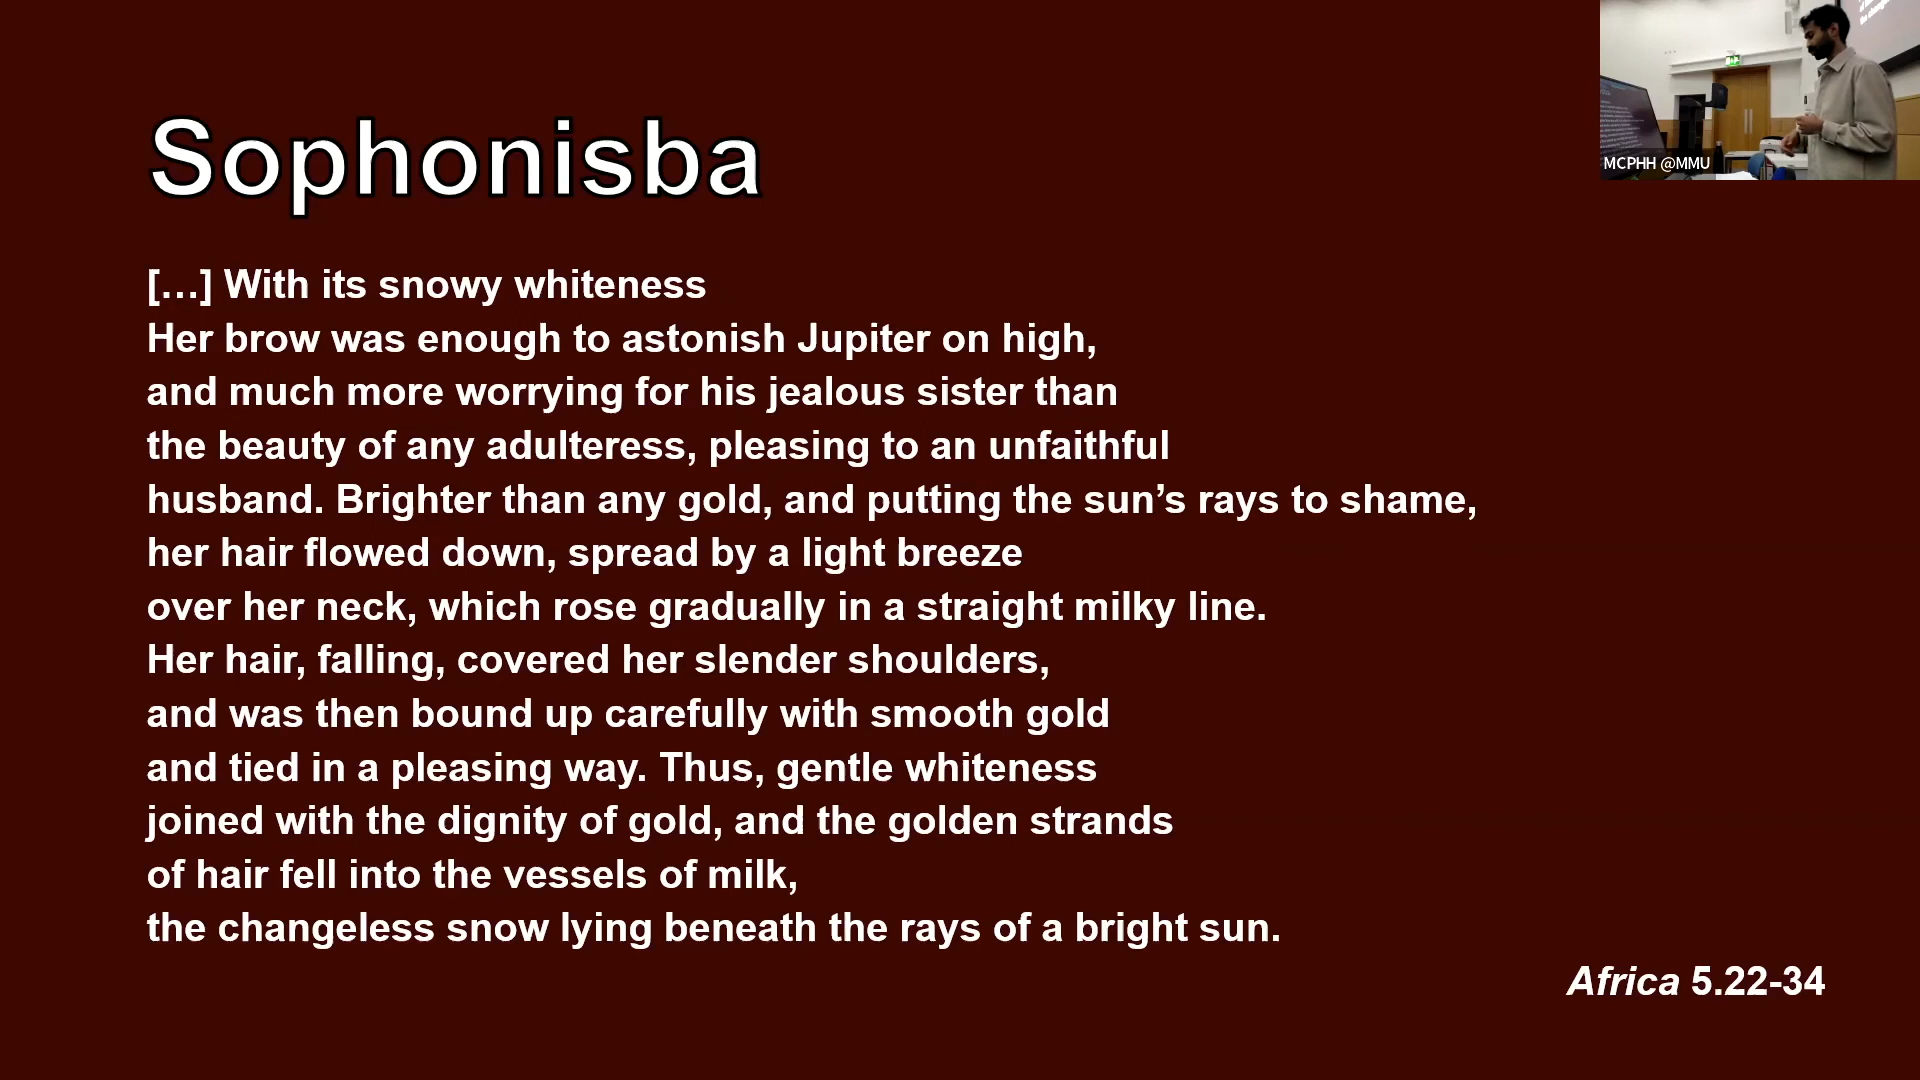 Sophonisba
[…] With its snowy whiteness
Her brow was enough to astonish Jupiter on high,
and much more worrying for his jealous sister than
the beauty of any adulteress, pleasing to an unfaithful
husband. Brighter than any gold, and putting the sun’s rays to shame,
her hair flowed down, spread by a light breeze
over her neck, which rose gradually in a straight milky line.
Her hair, falling, covered her slender shoulders,
and was then bound up carefully with smooth gold
and tied in a pleasing way. Thus, gentle whiteness
joined with the dignity of gold, and the golden strands
of hair fell into the vessels of milk,
the changeless snow lying beneath the rays of a bright sun.
Africa 5.22-34
MCPHH @MMU